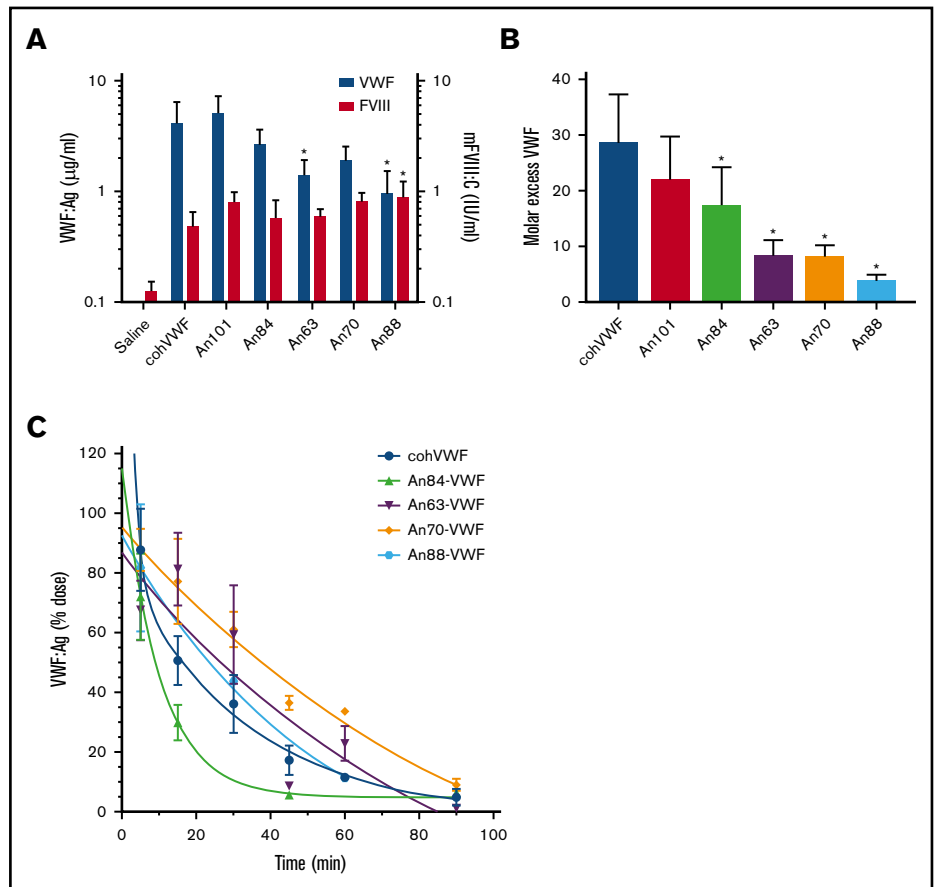 A
10
1
0.1
VWF:Ag (μg/ml)
VWF
FVIII
*
*
*
10
1
0.1
mFVIII:C (IU/ml)
Saline
cohVWF
An101
An84
An63
An70
An88
B
40
30
20
10
0
Molar excess VWF
*
*
*
*
cohVWF
An101
An84
An63
An70
An88
C
120
100
80
60
40
20
0
VWF:Ag (% dose)
cohVWF
An84-VWF
An63-VWF
An70-VWF
An88-VWF
0 20 40 60 80 100
Time (min)